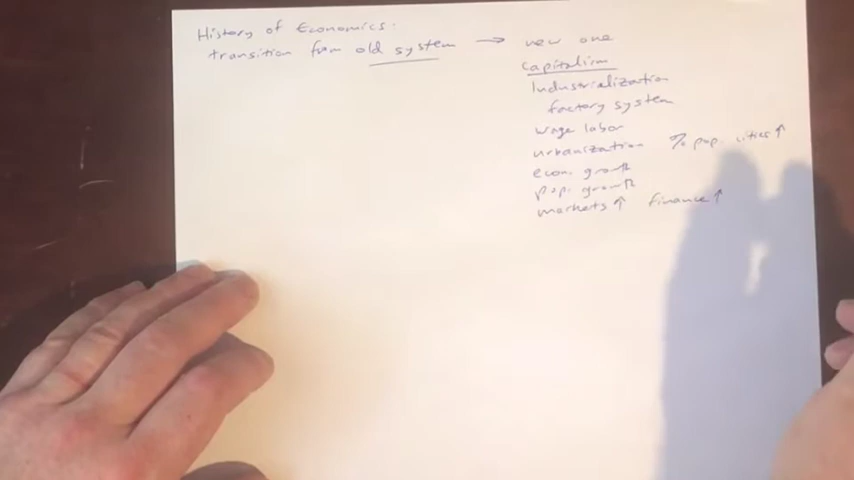 History of Economics:
transition from old system → new one
capitalism
Industrialization
factory system
wage labor
urbanization % pop. cities ↑
econ. growth
pop. growth
markets ↑ finance ↑